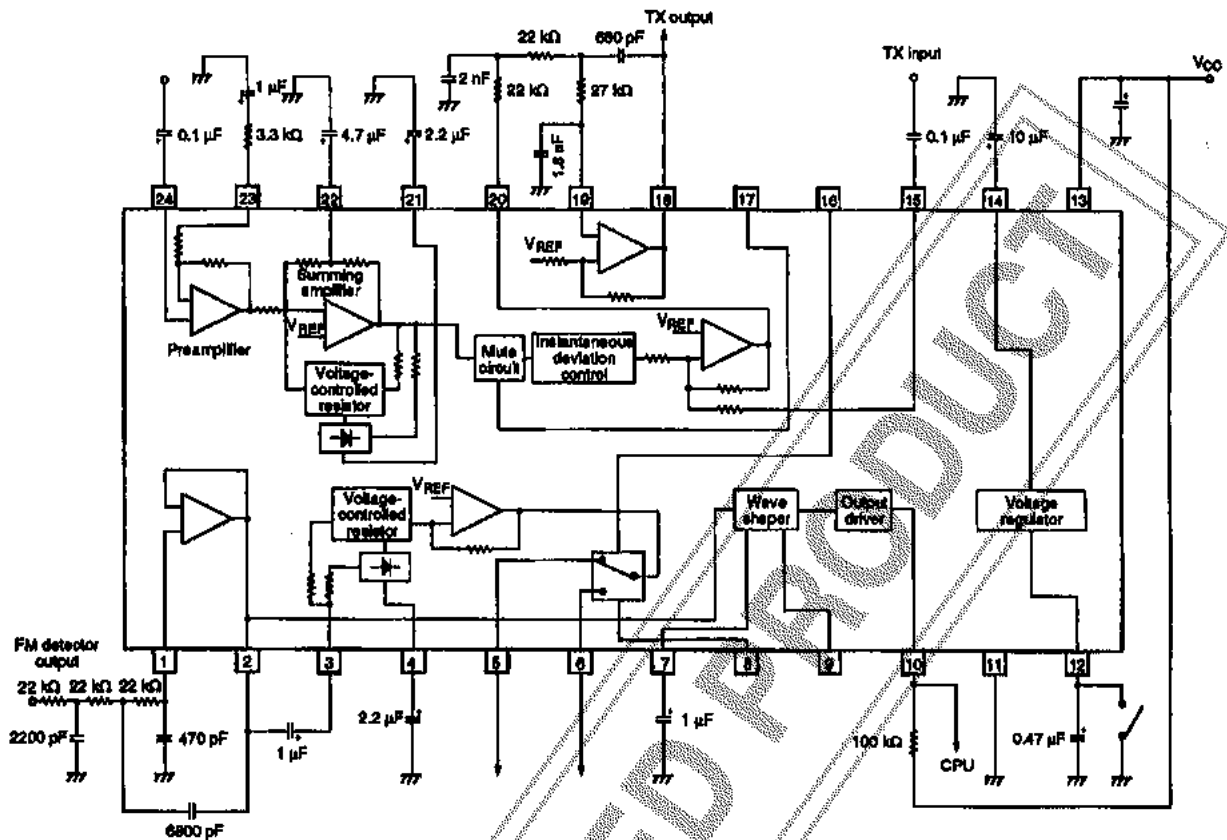 TX output
22 kΩ
680 pF
TX input
VCC
1 µF
2 nF
22 kΩ
27 kΩ
0.1 µF
3.3 kΩ
4.7 µF
2.2 µF
0.1 µF
10 µF
24
23
22
21
20
19
18
17
16
15
14
13
VREF
Summing
amplifier
VREF
Preamplifier
Voltage-
controlled
resistor
Mute
circuit
Instantaneous
deviation
control
VREF
Voltage-
controlled
resistor
VREF
Wave
shaper
Output
driver
Voltage
regulator
FM detector
output
1
2
3
4
5
6
7
8
9
10
11
12
22 kΩ
22 kΩ
22 kΩ
2200 pF
470 pF
1 µF
2.2 µF
1 µF
100 kΩ
CPU
0.47 µF
6800 pF
ED PRODUCT